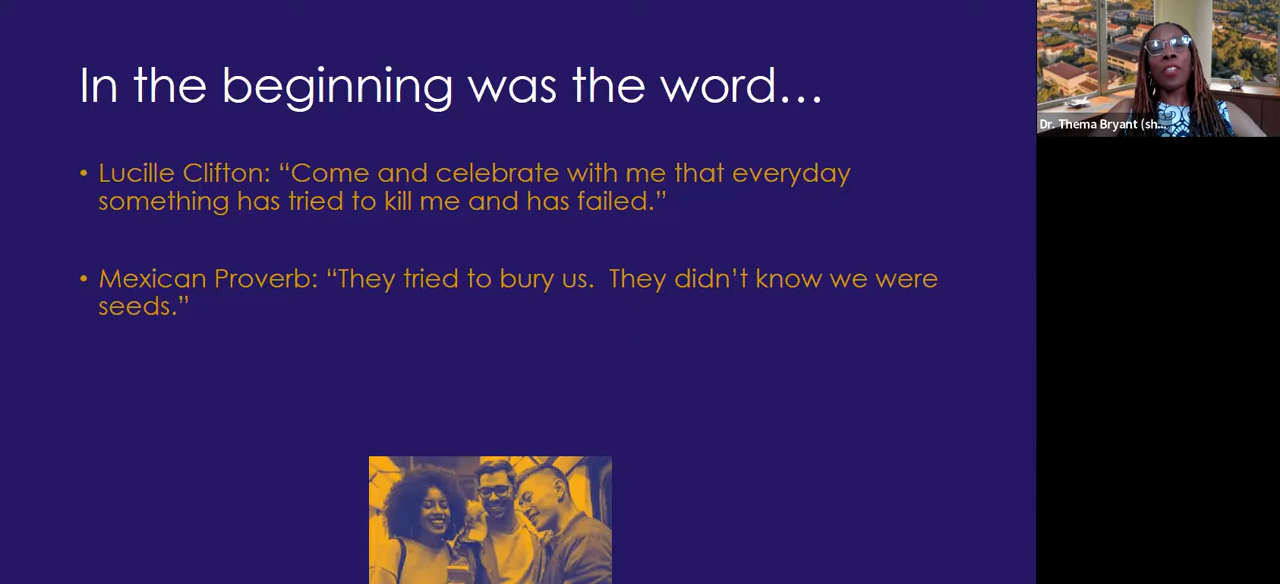 In the beginning was the word…
• Lucille Clifton: “Come and celebrate with me that everyday
something has tried to kill me and has failed.”
• Mexican Proverb: “They tried to bury us.  They didn’t know we were
seeds.”
Dr. Thema Bryant (sh...